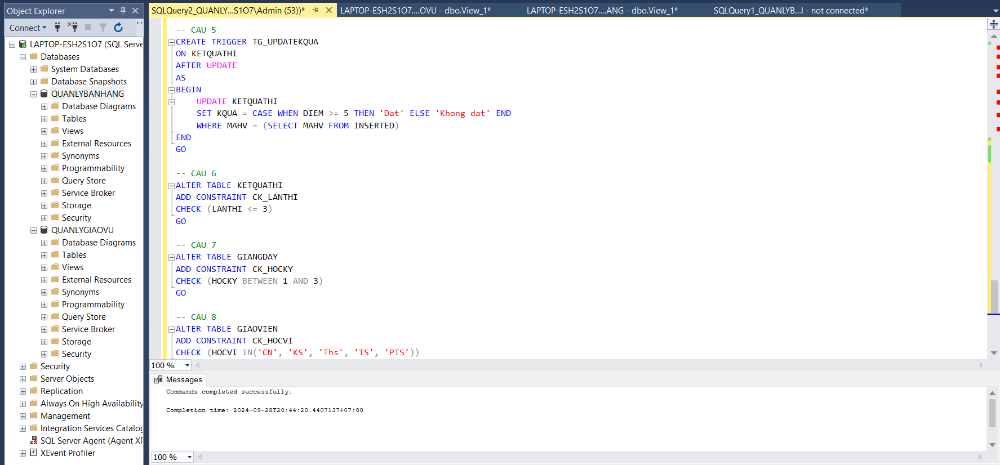 Object Explorer
Connect
LAPTOP-ESH2S1O7 (SQL Serve
Databases
System Databases
Database Snapshots
QUANLYBANHANG
Database Diagrams
Tables
Views
External Resources
Synonyms
Programmability
Query Store
Service Broker
Storage
Security
QUANLYGIAOVU
Database Diagrams
Tables
Views
External Resources
Synonyms
Programmability
Query Store
Service Broker
Storage
Security
Security
Server Objects
Replication
Always On High Availability
Management
Integration Services Catalog
SQL Server Agent (Agent XP
XEvent Profiler
SQLQuery2_QUANLY...S1O7\Admin (53))*
LAPTOP-ESH2S1O7....OVU - dbo.View_1*
LAPTOP-ESH2S1O7....ANG - dbo.View_1*
SQLQuery1_QUANLYB...l - not connected*
-- CAU 5
CREATE TRIGGER TG_UPDATEKQUA
ON KETQUATHI
AFTER UPDATE
AS
BEGIN
UPDATE KETQUATHI
SET KQUA = CASE WHEN DIEM >= 5 THEN 'Dat' ELSE 'Khong dat' END
WHERE MAHV = (SELECT MAHV FROM INSERTED)
END
GO
-- CAU 6
ALTER TABLE KETQUATHI
ADD CONSTRAINT CK_LANTHI
CHECK (LANTHI <= 3)
GO
-- CAU 7
ALTER TABLE GIANGDAY
ADD CONSTRAINT CK_HOCKY
CHECK (HOCKY BETWEEN 1 AND 3)
GO
-- CAU 8
ALTER TABLE GIAOVIEN
ADD CONSTRAINT CK_HOCVI
CHECK (HOCVI IN('CN', 'KS', 'Ths', 'TS', 'PTS'))
100 %
Messages
Commands completed successfully.
Completion time: 2024-09-28T20:44:20.4407137+07:00
100 %